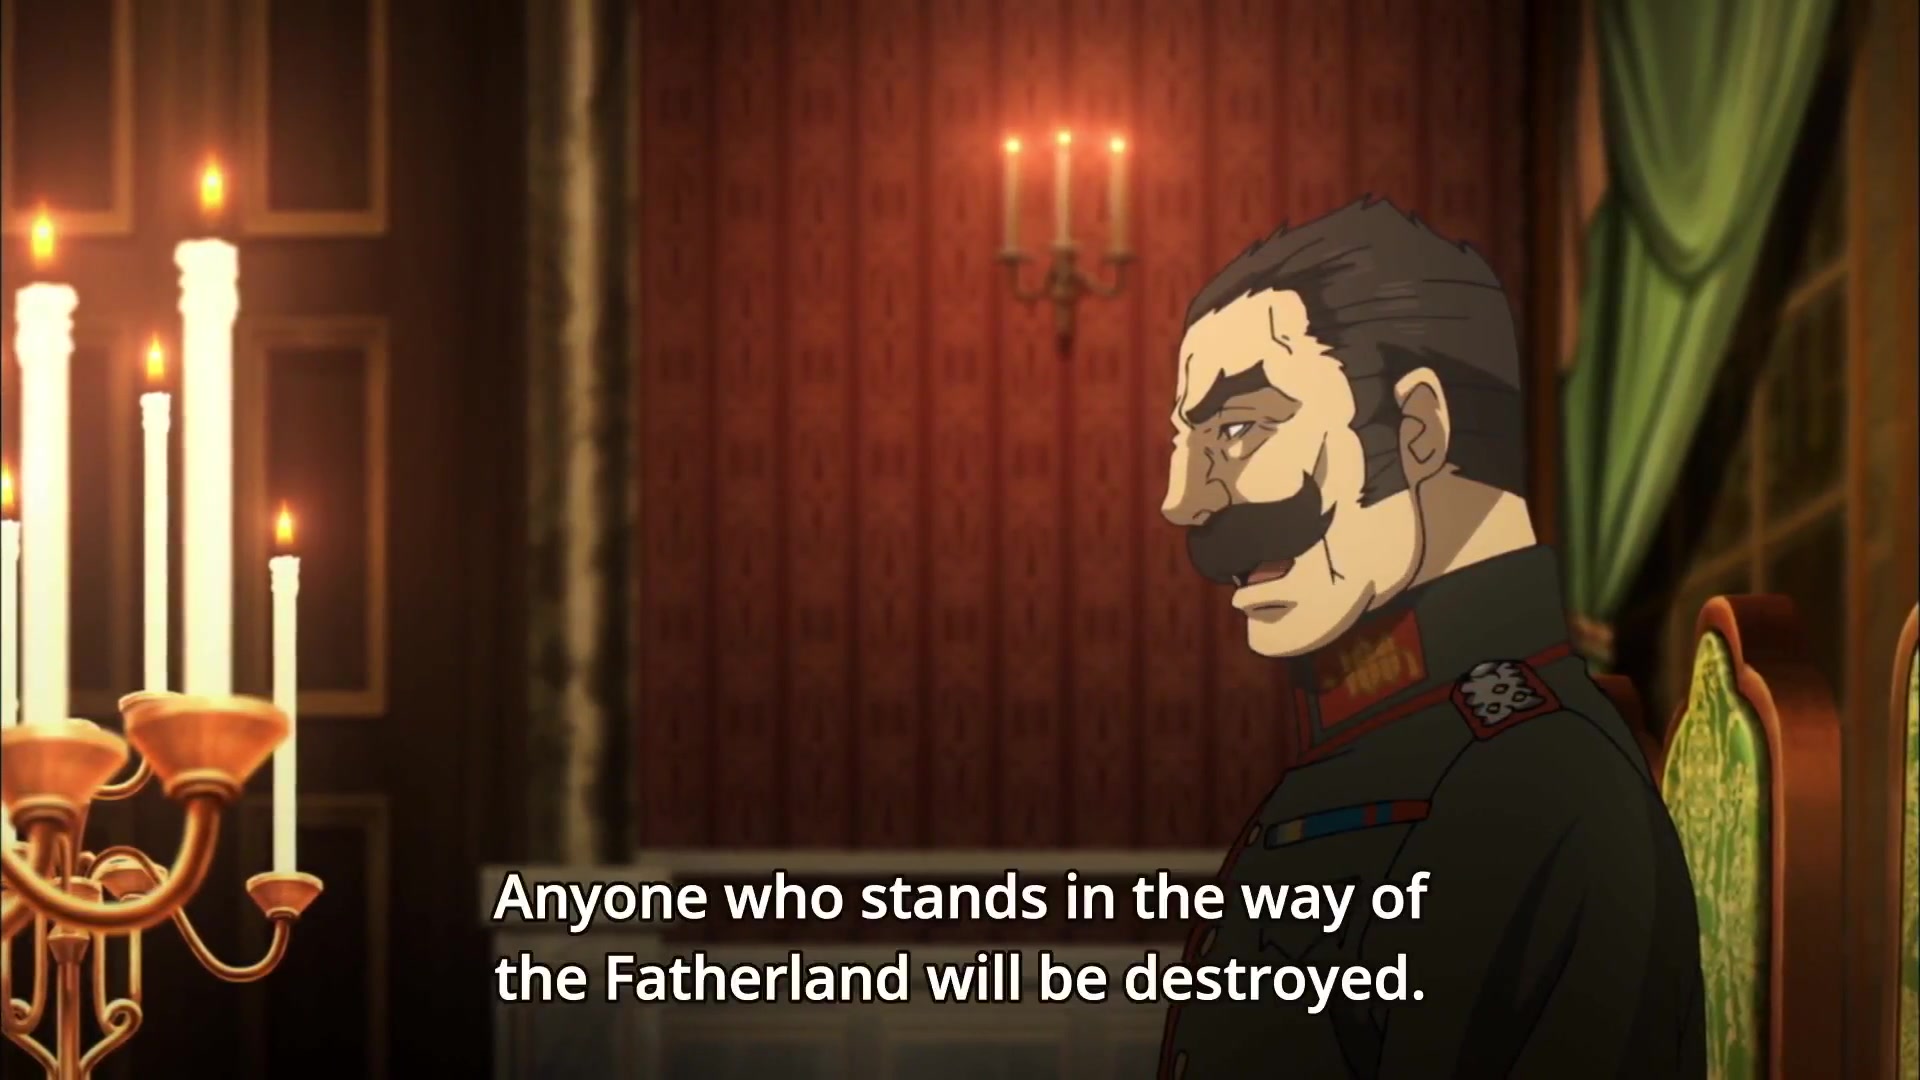 Anyone who stands in the way of
the Fatherland will be destroyed.